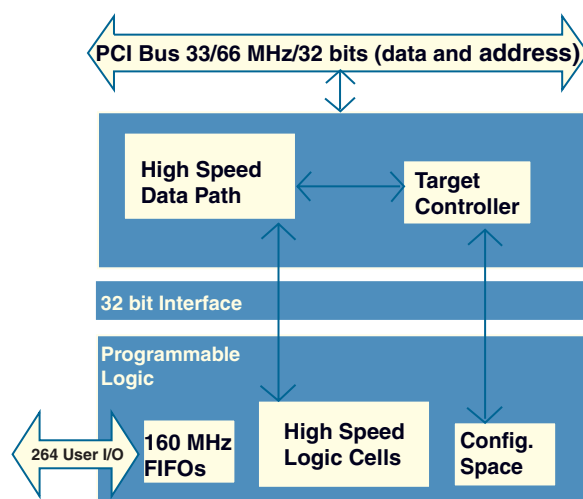 PCI Bus 33/66 MHz/32 bits (data and address)
High Speed
Data Path
Target
Controller
32 bit Interface
Programmable
Logic
264 User I/O
160 MHz
FIFOs
High Speed
Logic Cells
Config.
Space